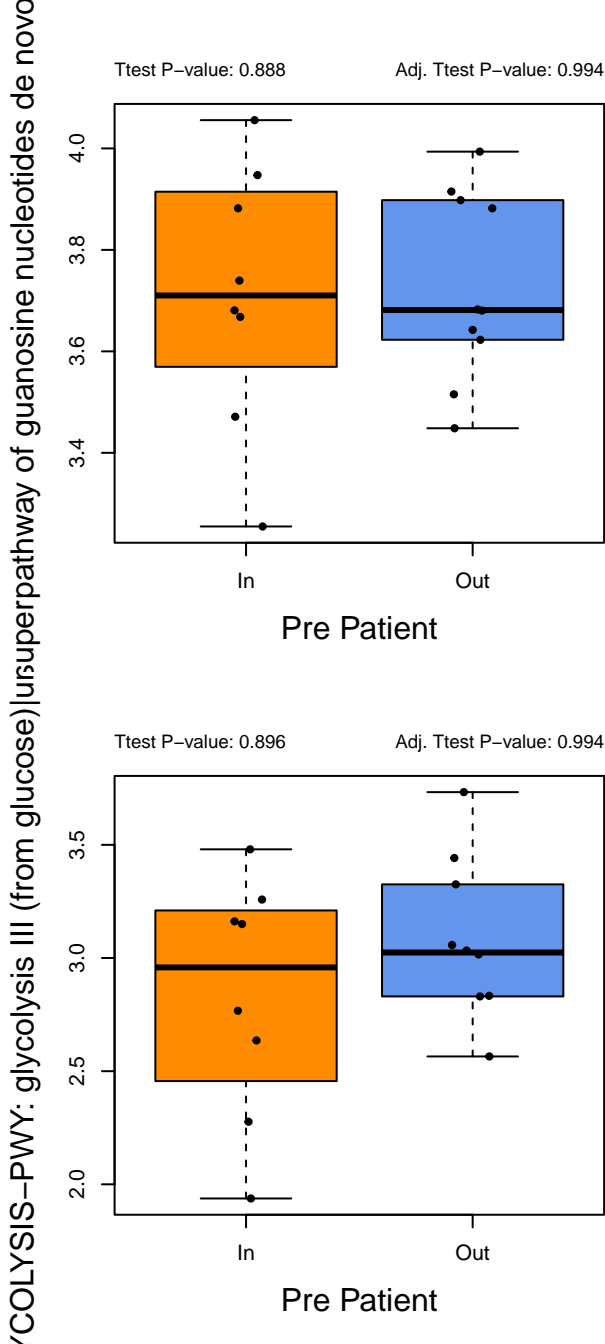 Ttest P−value: 0.888
Adj. Ttest P−value: 0.994
superpathway of guanosine nucleotides de novo
4.0
3.8
3.6
3.4
In
Out
Pre Patient
Ttest P−value: 0.896
Adj. Ttest P−value: 0.994
YCOLYSIS−PWY: glycolysis III (from glucose)|
3.5
3.0
2.5
2.0
In
Out
Pre Patient